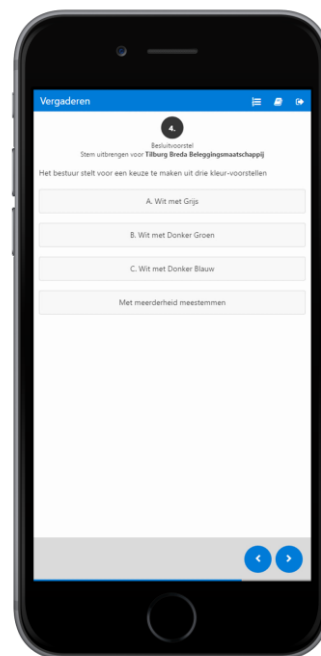 Vergaderen
4.
Besluitvoorstel
Stem uitbrengen voor Tilburg Breda Beleggingsmaatschappij
Het bestuur stelt voor een keuze te maken uit drie kleur-voorstellen
A. Wit met Grijs
B. Wit met Donker Groen
C. Wit met Donker Blauw
Met meerderheid meestemmen